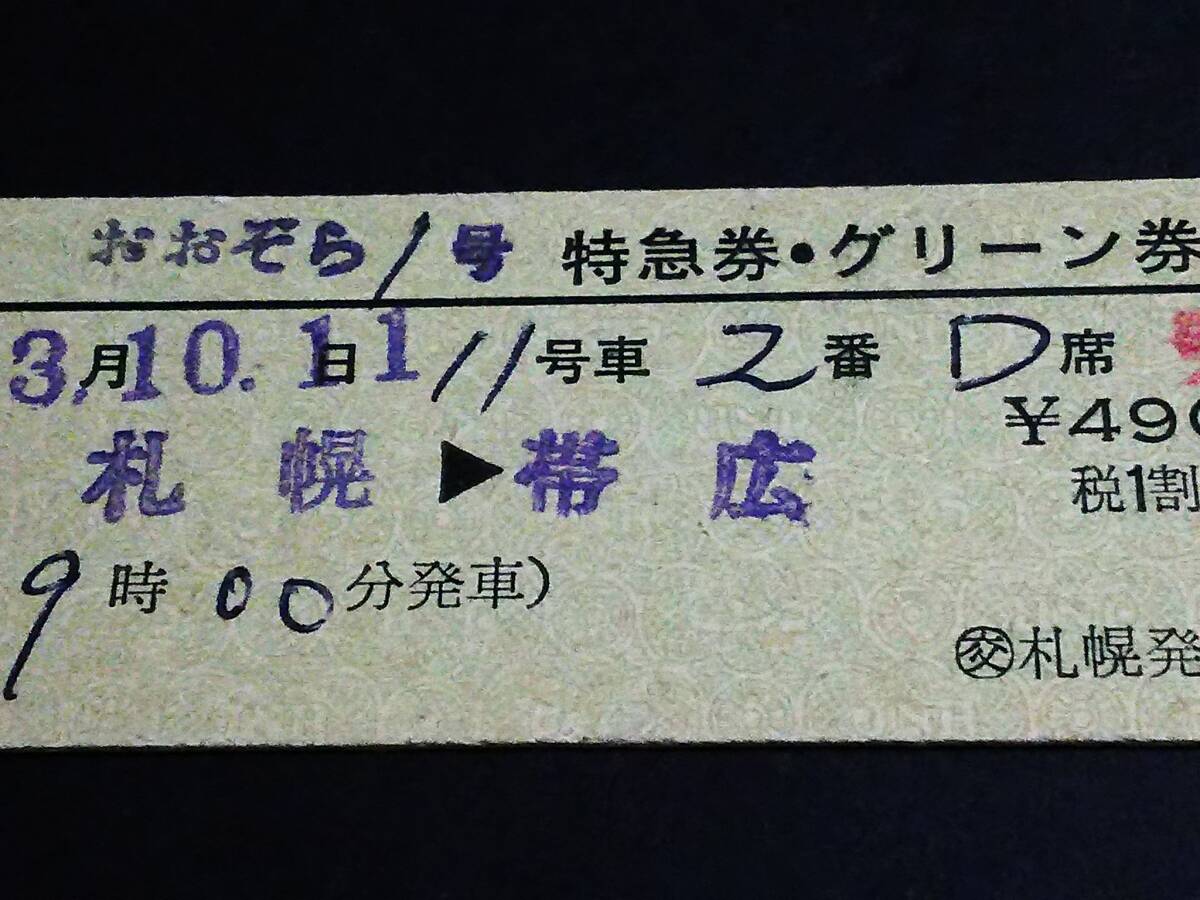 おおぞら1号 特急券・グリーン券
3.月10.1日1 11号車 2番 D席
¥490
札幌▶帯広
税1割
9時00分発車)
㊋札幌発